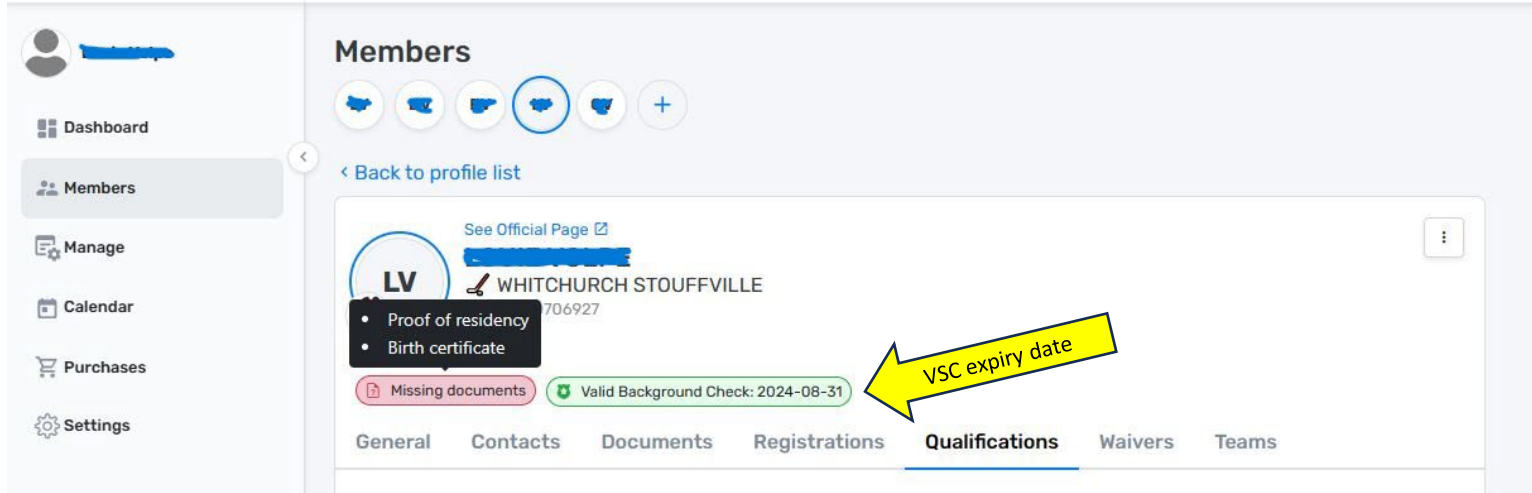 Members
Dashboard
Members
Manage
Calendar
Purchases
Settings
+
< Back to profile list
See Official Page
LV
WHITCHURCH STOUFFVILLE
706927
• Proof of residency
• Birth certificate
Missing documents
Valid Background Check: 2024-08-31
VSC expiry date
General Contacts Documents Registrations Qualifications Waivers Teams